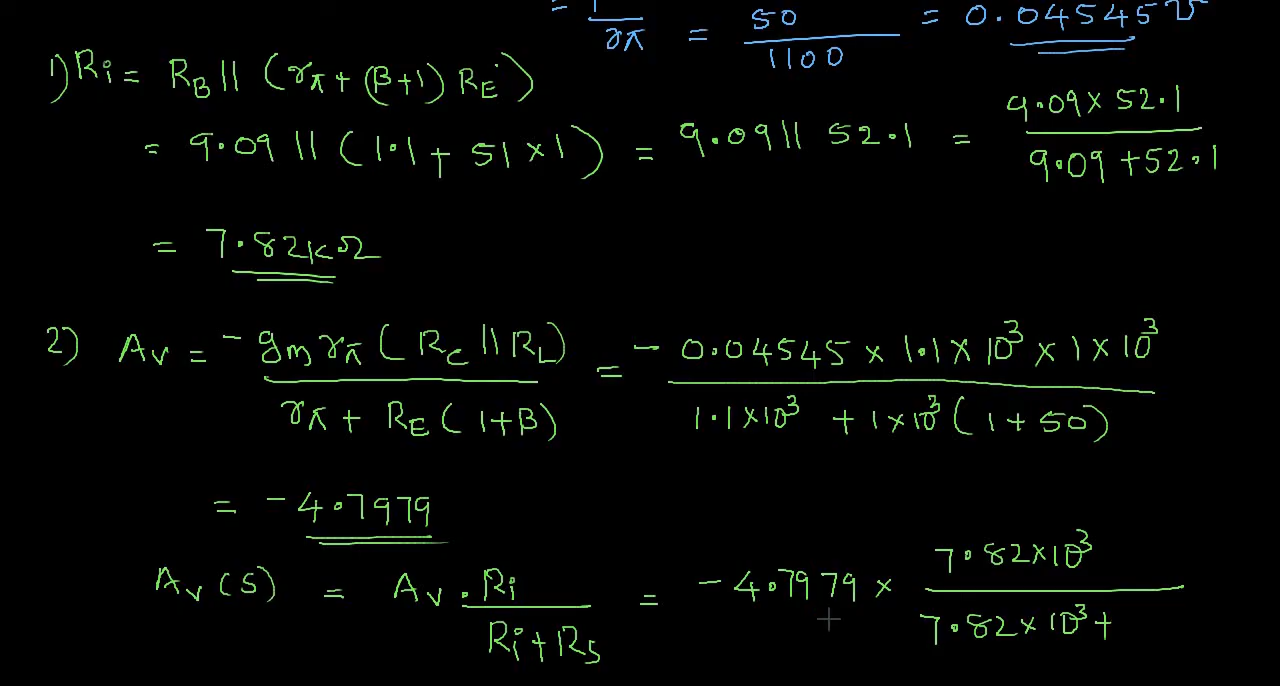 = 1/rπ = 50/1100 = 0.04545 ʊ
1) Ri = RB || (rπ + (β+1) RE)
= 9.09 || (1.1 + 51 × 1) = 9.09 || 52.1 = 9.09 × 52.1 / 9.09 + 52.1
= 7.82kΩ
2) Av = -gm rπ (Rc || RL) / rπ + RE (1+β) = - 0.04545 × 1.1 × 10³ × 1 × 10³ / 1.1×10³ + 1×10³ (1 + 50)
= -4.7979
Av(s) = Av . Ri / Ri + Rs = -4.7979 × 7.82×10³ / 7.82×10³ +